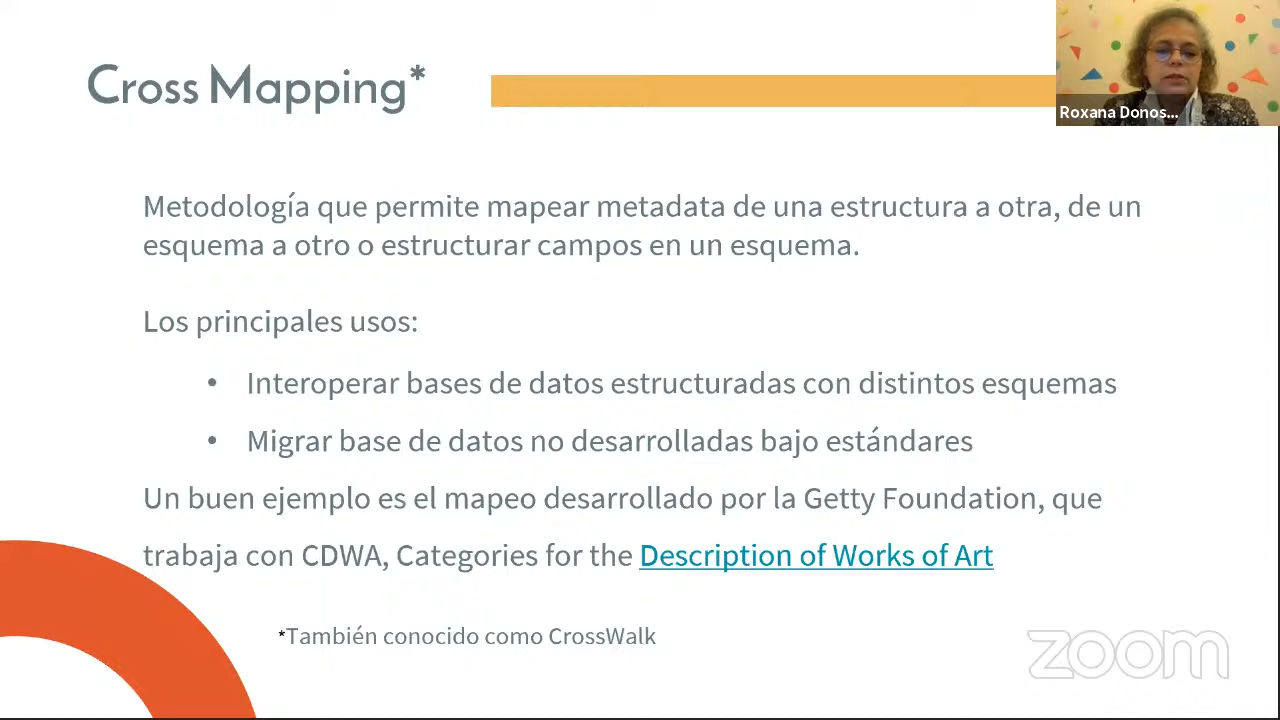 Cross Mapping*
Roxana Donos...
Metodología que permite mapear metadata de una estructura a otra, de un
esquema a otro o estructurar campos en un esquema.
Los principales usos:
• Interoperar bases de datos estructuradas con distintos esquemas
• Migrar base de datos no desarrolladas bajo estándares
Un buen ejemplo es el mapeo desarrollado por la Getty Foundation, que
trabaja con CDWA, Categories for the Description of Works of Art
*También conocido como CrossWalk
zoom